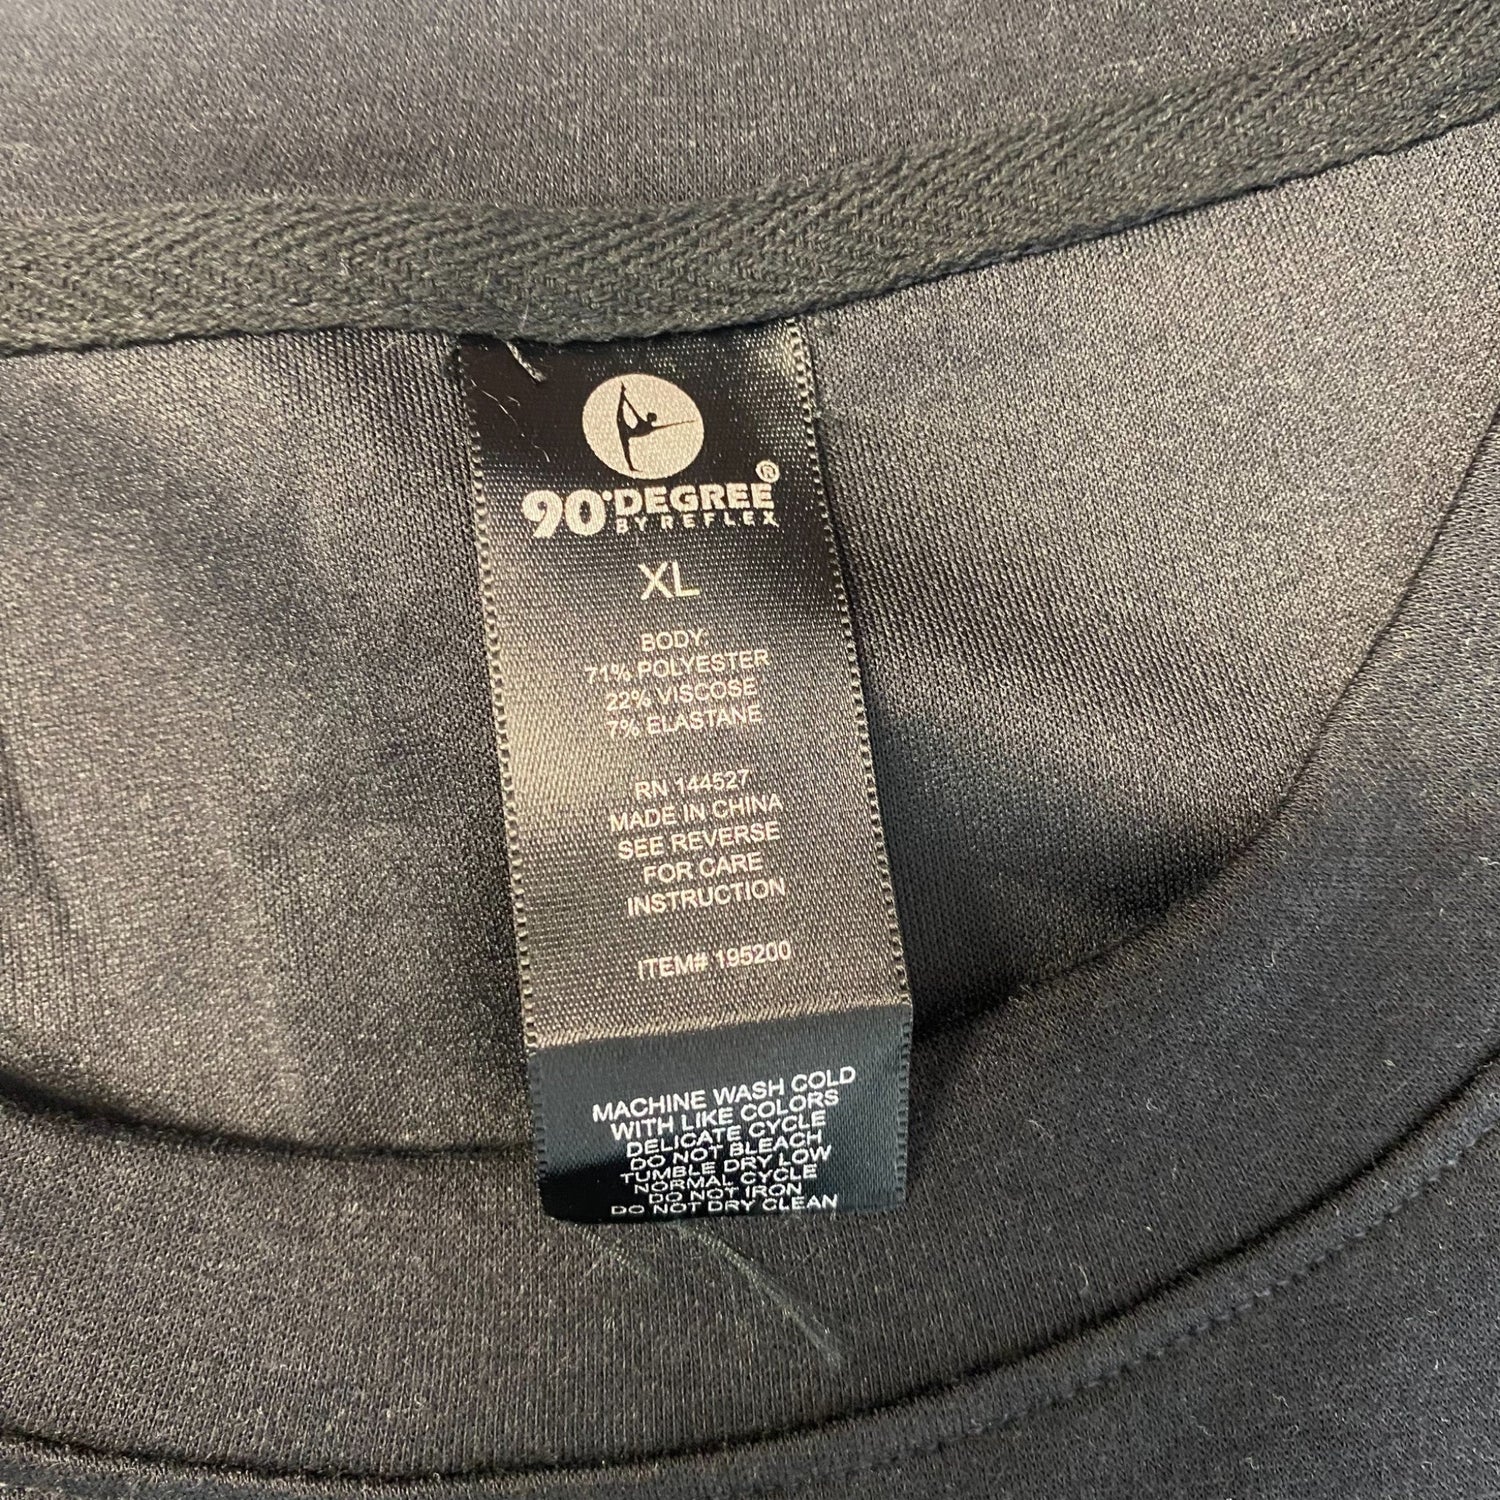 90°DEGREE®
BY REFLEX
XL
BODY:
71% POLYESTER
22% VISCOSE
7% ELASTANE
RN 144527
MADE IN CHINA
SEE REVERSE
FOR CARE
INSTRUCTION
ITEM# 195200
MACHINE WASH COLD
WITH LIKE COLORS
DELICATE CYCLE
DO NOT BLEACH
TUMBLE DRY LOW
NORMAL CYCLE
DO NOT IRON
DO NOT DRY CLEAN